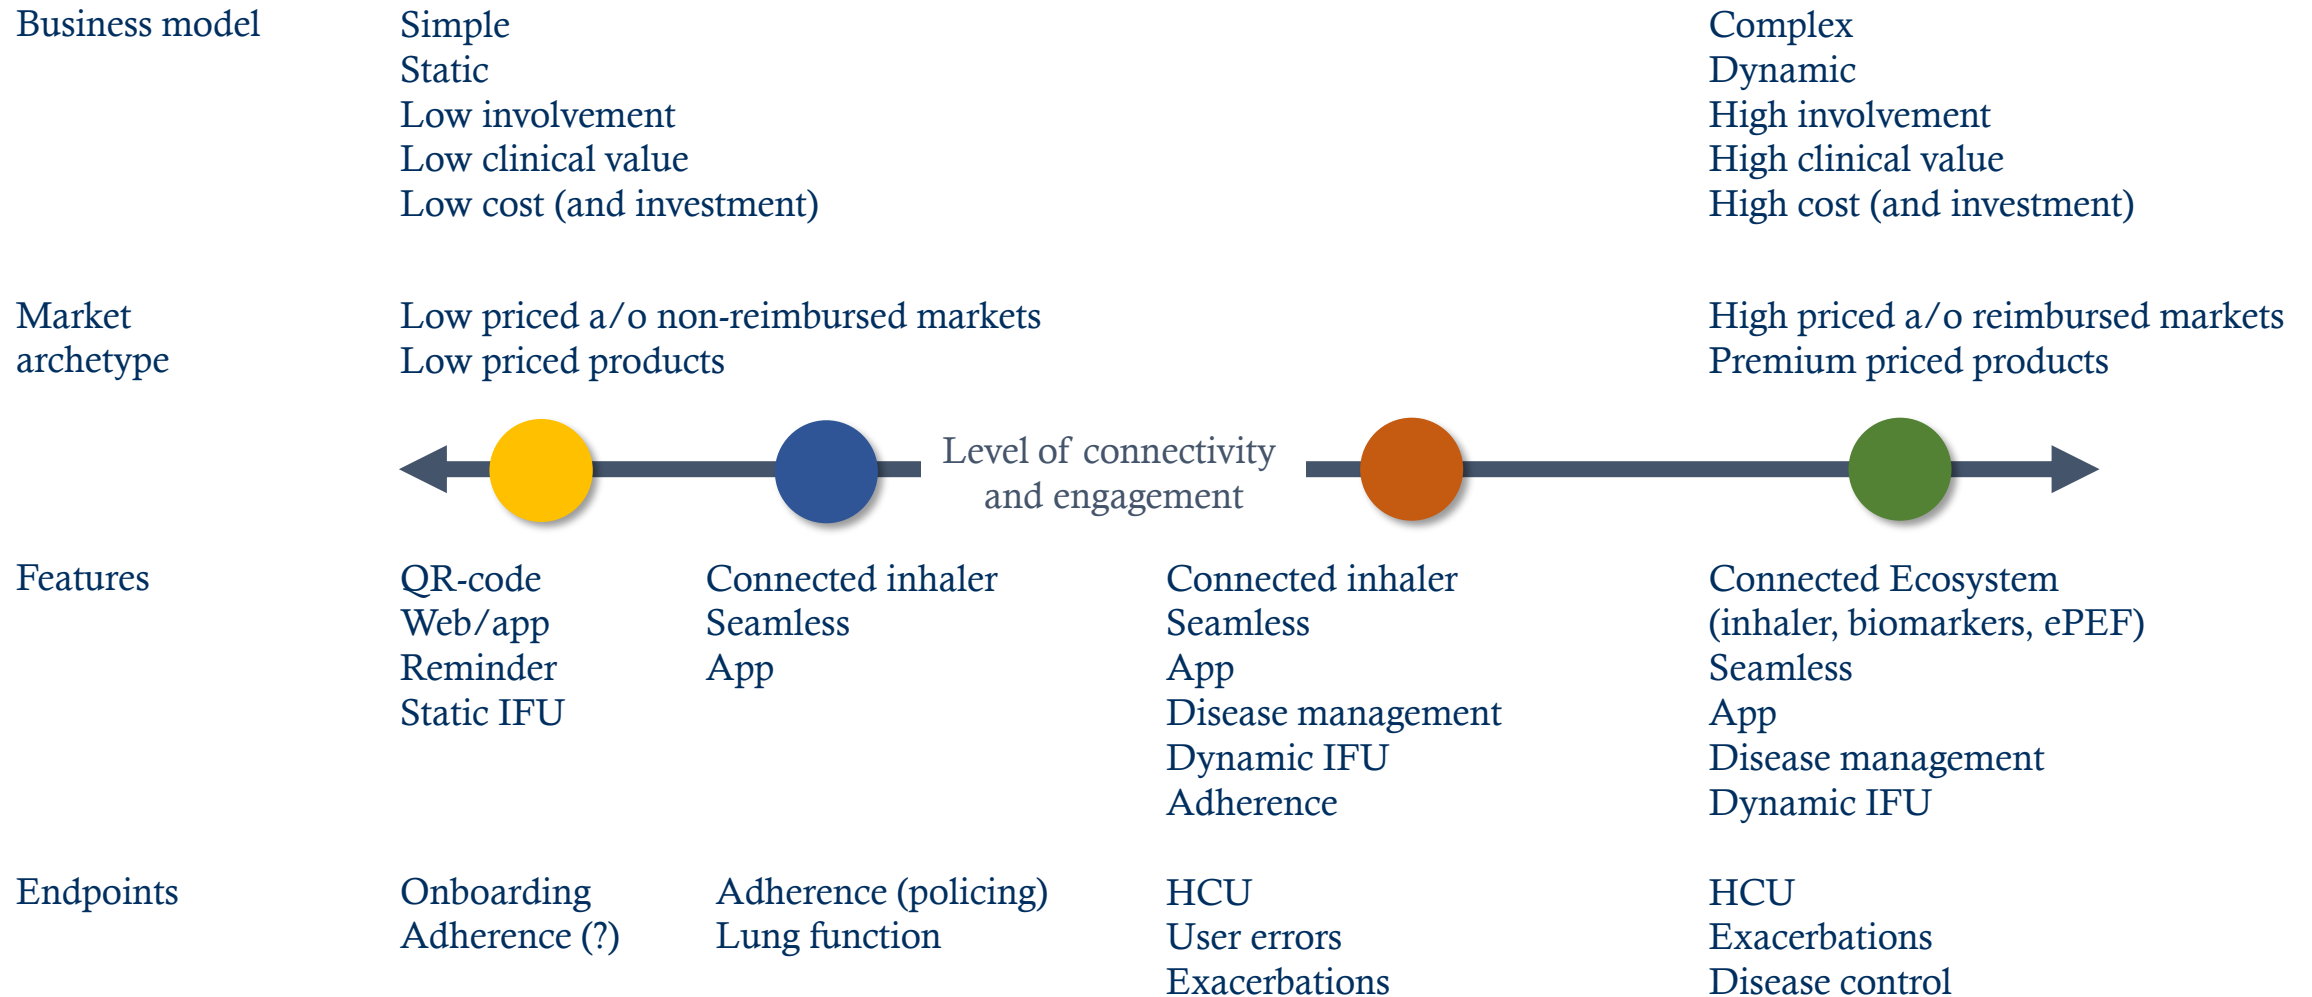 Business model
Simple
Static
Low involvement
Low clinical value
Low cost (and investment)
Complex
Dynamic
High involvement
High clinical value
High cost (and investment)
Market
archetype
Low priced a/o non-reimbursed markets
Low priced products
High priced a/o reimbursed markets
Premium priced products
Level of connectivity
and engagement
Features
QR-code
Web/app
Reminder
Static IFU
Connected inhaler
Seamless
App
Connected inhaler
Seamless
App
Disease management
Dynamic IFU
Adherence
Connected Ecosystem
(inhaler, biomarkers, ePEF)
Seamless
App
Disease management
Dynamic IFU
Endpoints
Onboarding
Adherence (?)
Adherence (policing)
Lung function
HCU
User errors
Exacerbations
HCU
Exacerbations
Disease control